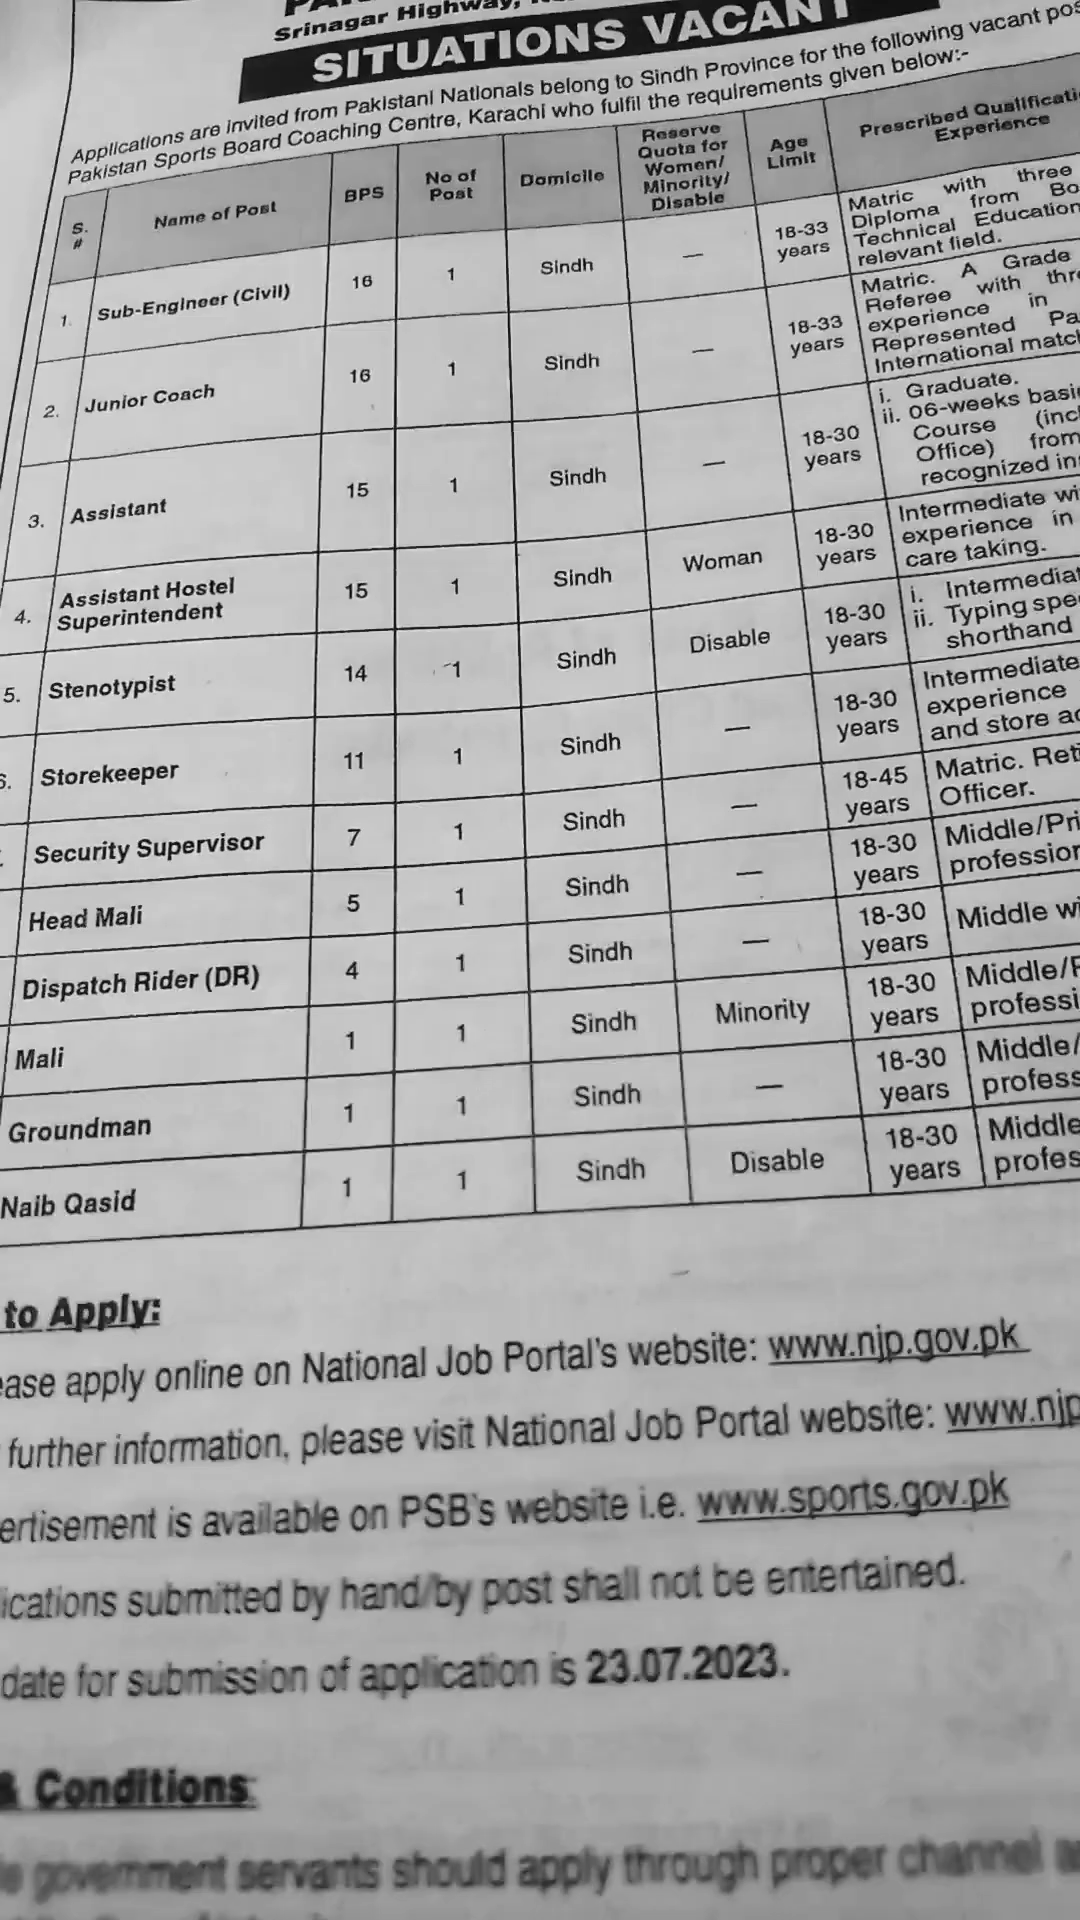 Srinagar Highway,
SITUATIONS VACANT
Applications are invited from Pakistani Nationals belong to Sindh Province for the following vacant pos
Pakistan Sports Board Coaching Centre, Karachi who fulfil the requirements given below:-
S. # Name of Post BPS No of Post Domicile Reserve Quota for Women/ Minority/ Disable Age Limit Prescribed Qualificati Experience
1. Sub-Engineer (Civil) 16 1 Sindh — 18-33 years Matric with three Diploma from Bo Technical Education relevant field.
2. Junior Coach 16 1 Sindh — 18-33 years Matric. A Grade Referee with thre experience in Represented Pa International match
3. Assistant 15 1 Sindh — 18-30 years i. Graduate. ii. 06-weeks basi Course (incl Office) from recognized ins
4. Assistant Hostel Superintendent 15 1 Sindh Woman 18-30 years Intermediate wi experience in care taking.
5. Stenotypist 14 1 Sindh Disable 18-30 years i. Intermediat ii. Typing spe shorthand
6. Storekeeper 11 1 Sindh — 18-30 years Intermediate experience and store ac
Security Supervisor 7 1 Sindh — 18-45 years Matric. Reti Officer.
Head Mali 5 1 Sindh — 18-30 years Middle/Pri profession
Dispatch Rider (DR) 4 1 Sindh — 18-30 years Middle wi
Mali 1 1 Sindh Minority 18-30 years Middle/P professi
Groundman 1 1 Sindh — 18-30 years Middle/ profess
Naib Qasid 1 1 Sindh Disable 18-30 years Middle profes
to Apply:
ease apply online on National Job Portal's website: www.njp.gov.pk
further information, please visit National Job Portal website: www.njp
ertisement is available on PSB's website i.e. www.sports.gov.pk
ications submitted by hand/by post shall not be entertained.
date for submission of application is 23.07.2023.
& Conditions
government servants should apply through proper channel